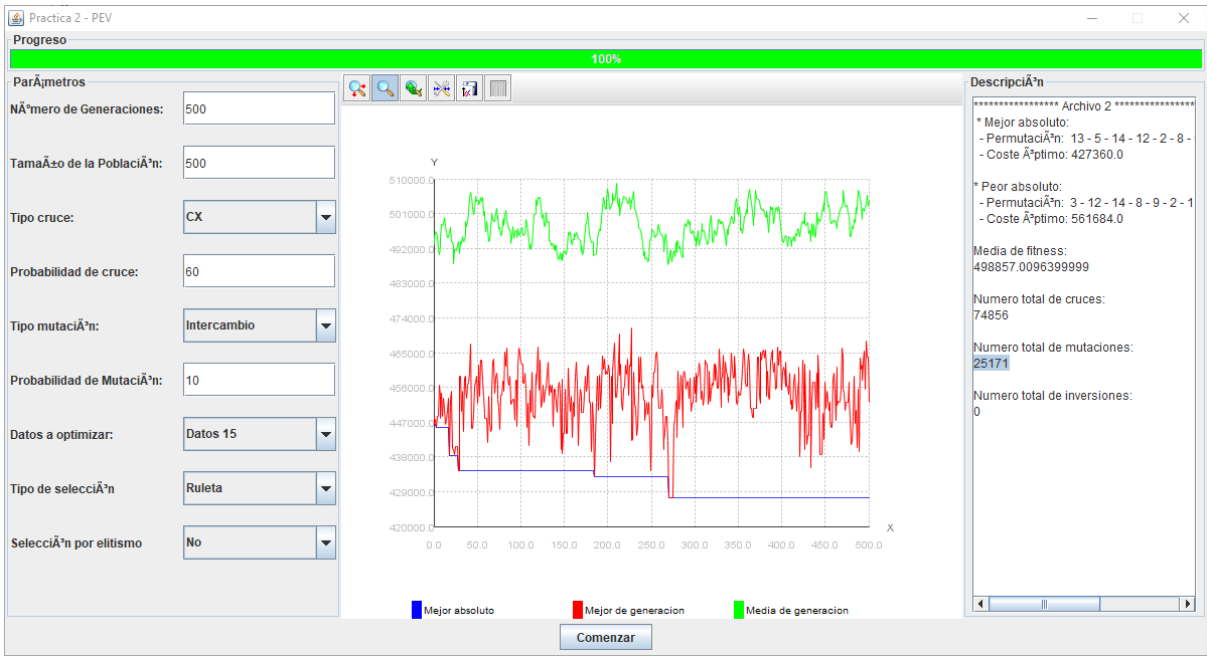 Practica 2 - PEV
Progreso
100%
ParÃ¡metros
NÃºmero de Generaciones:
500
TamaÃ±o de la PoblaciÃ³n:
500
Tipo cruce:
CX
Probabilidad de cruce:
60
Tipo mutaciÃ³n:
Intercambio
Probabilidad de MutaciÃ³n:
10
Datos a optimizar:
Datos 15
Tipo de selecciÃ³n
Ruleta
SelecciÃ³n por elitismo
No
Y
510000.0
501000.0
492000.0
483000.0
474000.0
465000.0
456000.0
447000.0
438000.0
429000.0
420000.0
X
0.0 50.0 100.0 150.0 200.0 250.0 300.0 350.0 400.0 450.0 500.0
Mejor absoluto
Mejor de generacion
Media de generacion
DescripciÃ³n
***************** Archivo 2 ****************
* Mejor absoluto:
- PermutaciÃ³n: 13 - 5 - 14 - 12 - 2 - 8 -
- Coste Ã³ptimo: 427360.0
* Peor absoluto:
- PermutaciÃ³n: 3 - 12 - 14 - 8 - 9 - 2 - 1
- Coste Ã³ptimo: 561684.0
Media de fitness:
498857.0096399999
Numero total de cruces:
74856
Numero total de mutaciones:
25171
Numero total de inversiones:
0
Comenzar